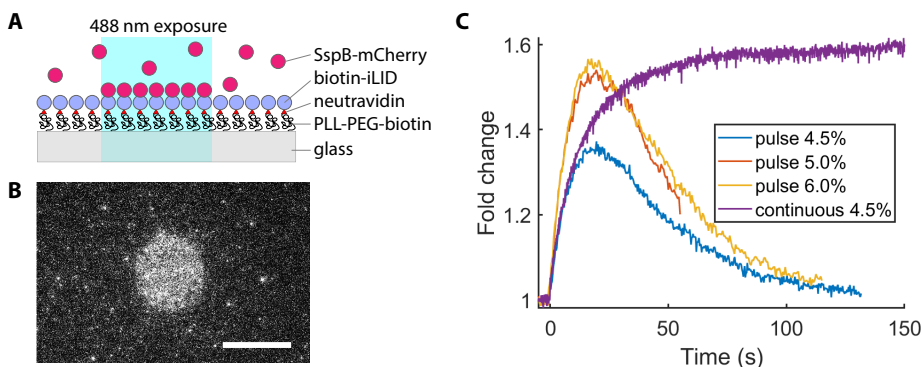 A
488 nm exposure
SspB-mCherry
biotin-iLID
neutravidin
PLL-PEG-biotin
glass
B
C
Fold change
1.6
1.4
1.2
1
pulse 4.5%
pulse 5.0%
pulse 6.0%
continuous 4.5%
0
50
100
150
Time (s)